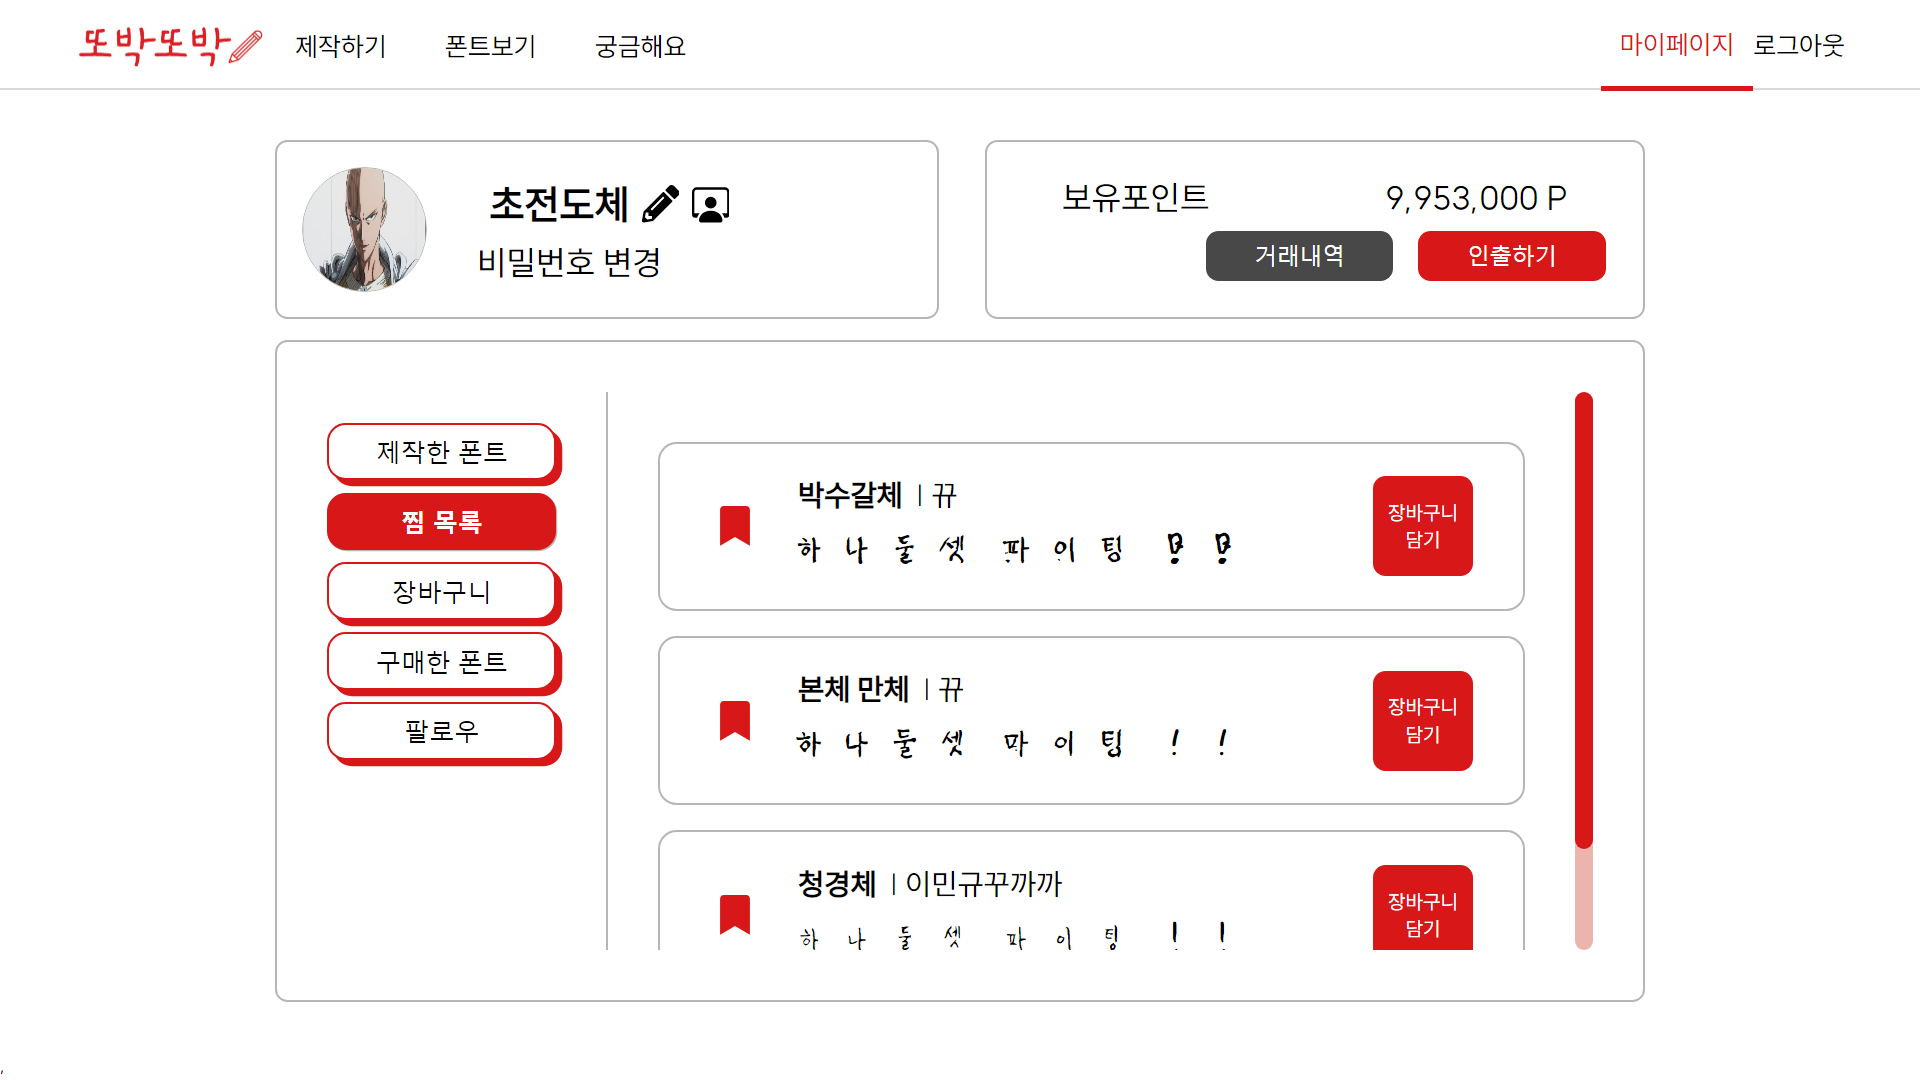 또박또박 제작하기 폰트보기 궁금해요 마이페이지 로그아웃
초전도체
비밀번호 변경
보유포인트 9,953,000 P
거래내역 인출하기
제작한 폰트
찜 목록
장바구니
구매한 폰트
팔로우
박수갈체 |뀨
하나둘셋 파이팅 !!
장바구니
담기
본체 만체 | 뀨
하나둘셋 파이팅 !!
장바구니
담기
청경체 | 이민규꾸까까
하나둘셋 파이팅 !!
장바구니
담기